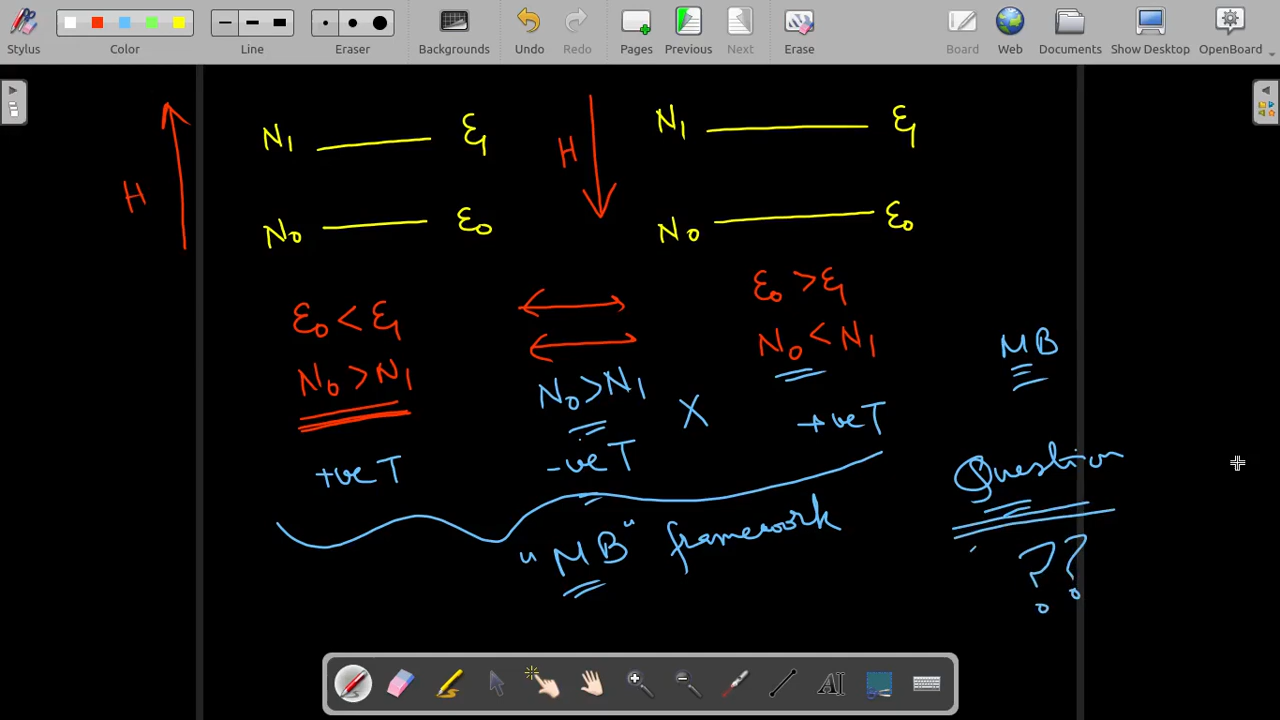 Stylus Color Line Eraser Backgrounds Undo Redo Pages Previous Next Erase Board Web Documents Show Desktop OpenBoard
N₁ ε₁ N₁ ε₁
H H
N₀ ε₀ N₀ ε₀
ε₀ < ε₁ ε₀ > ε₁
N₀ > N₁ N₀ < N₁ MB
N₀ > N₁ X
+ve T -ve T +ve T
Question
"MB" framework
??